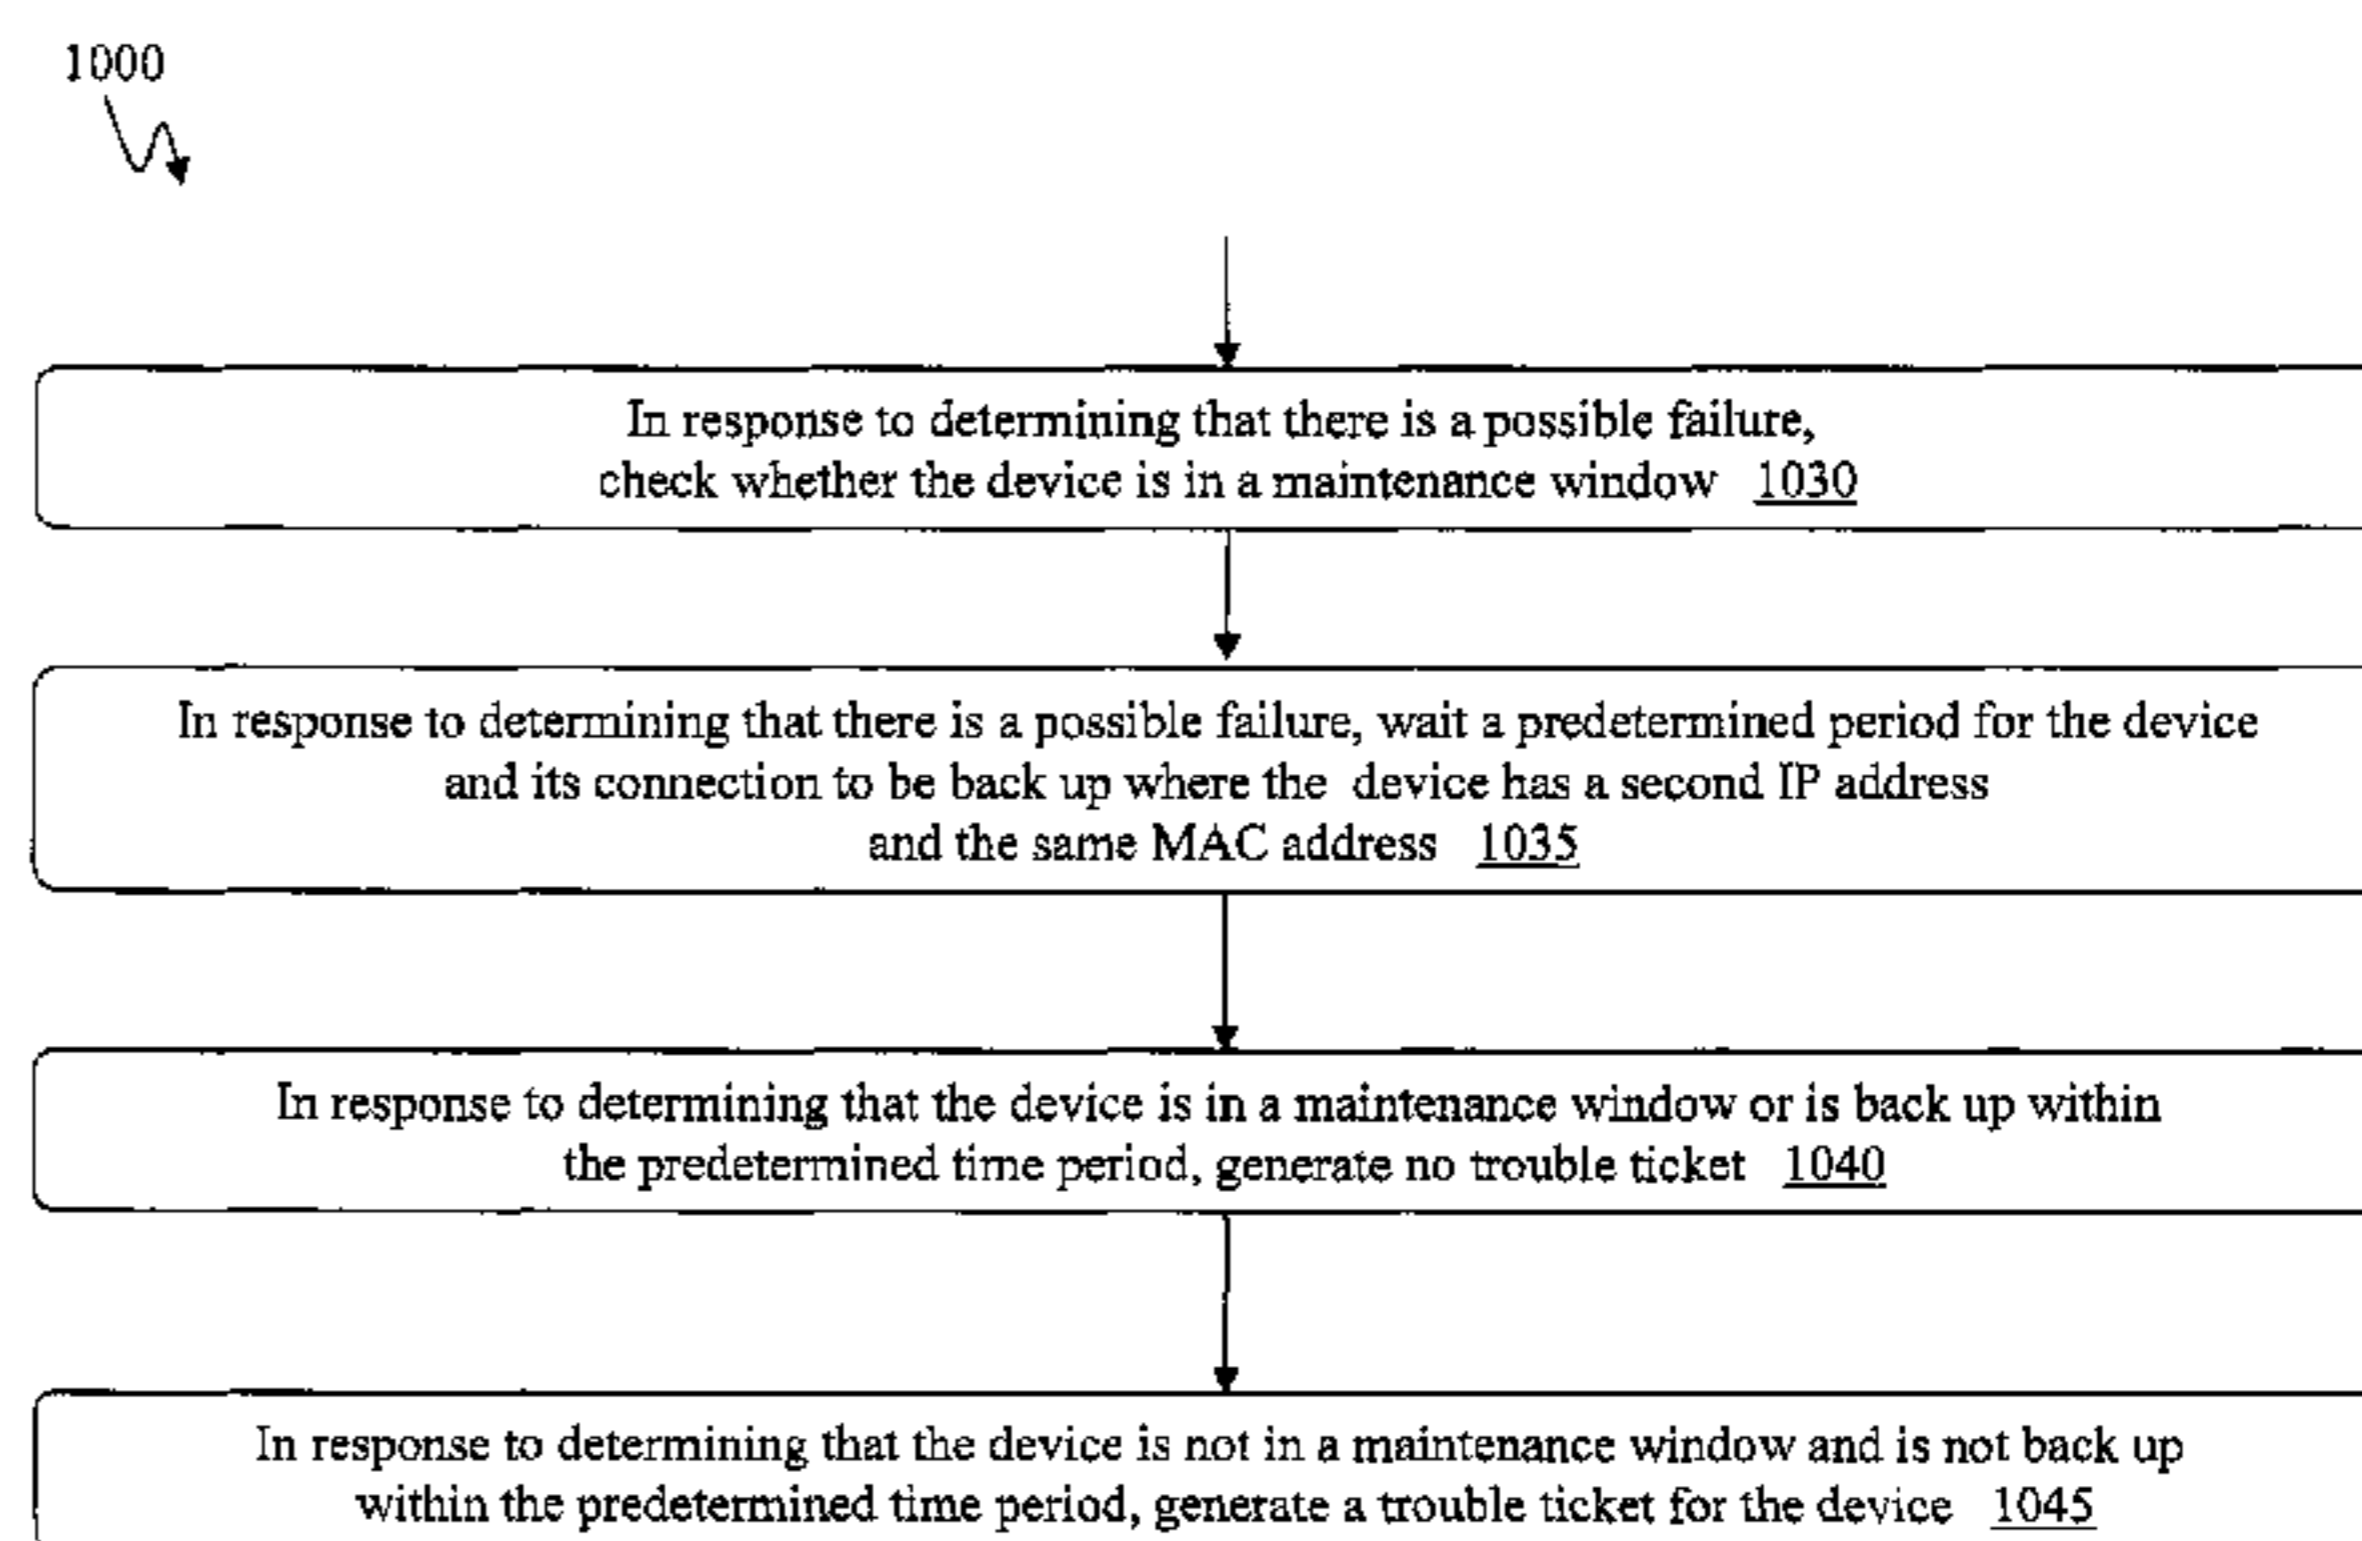 1000
In response to determining that there is a possible failure,
check whether the device is in a maintenance window 1030
In response to determining that there is a possible failure, wait a predetermined period for the device
and its connection to be back up where the device has a second IP address
and the same MAC address 1035
In response to determining that the device is in a maintenance window or is back up within
the predetermined time period, generate no trouble ticket 1040
In response to determining that the device is not in a maintenance window and is not back up
within the predetermined time period, generate a trouble ticket for the device 1045